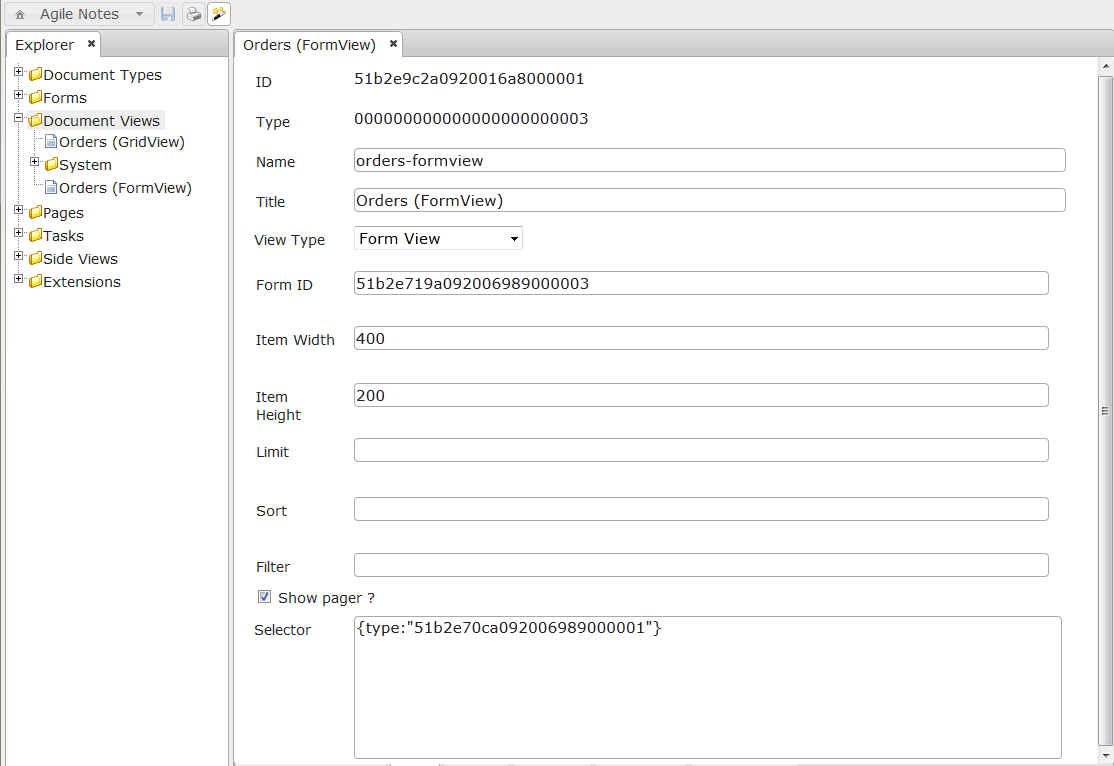 Agile Notes
Explorer
Orders (FormView)
Document Types
Forms
Document Views
Orders (GridView)
System
Orders (FormView)
Pages
Tasks
Side Views
Extensions
ID 51b2e9c2a0920016a8000001
Type 000000000000000000000003
Name orders-formview
Title Orders (FormView)
View Type Form View
Form ID 51b2e719a092006989000003
Item Width 400
Item Height 200
Limit
Sort
Filter
Show pager ?
Selector {type:"51b2e70ca092006989000001"}